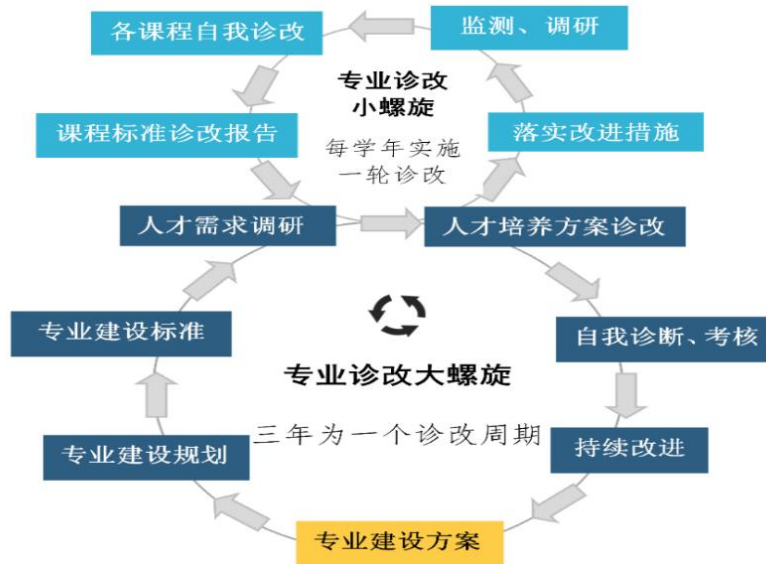 各课程自我诊改
监测、调研
专业诊改
小螺旋
课程标准诊改报告
落实改进措施
每学年实施
一轮诊改
人才需求调研
人才培养方案诊改
专业建设标准
自我诊断、考核
专业诊改大螺旋
三年为一个诊改周期
专业建设规划
持续改进
专业建设方案